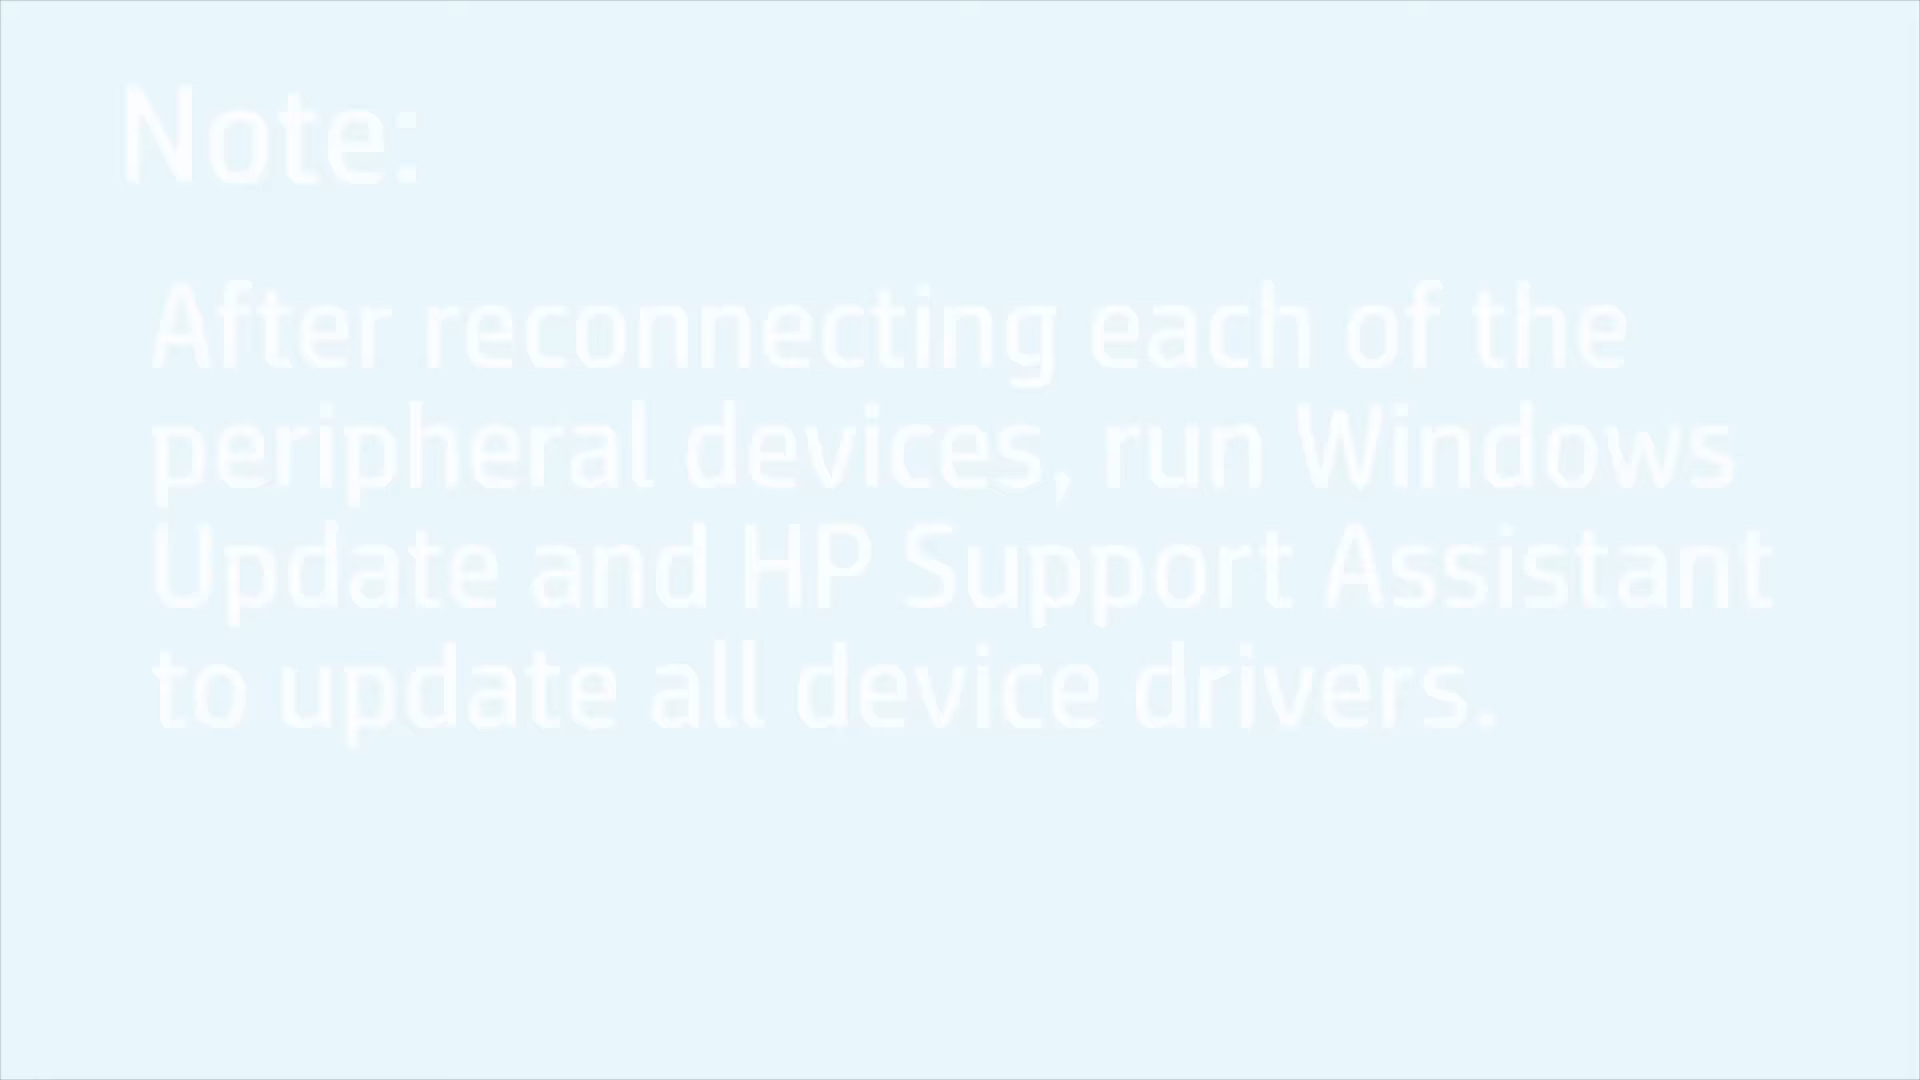 Note:
After reconnecting each of the
peripheral devices, run Windows
Update and HP Support Assistant
to update all device drivers.